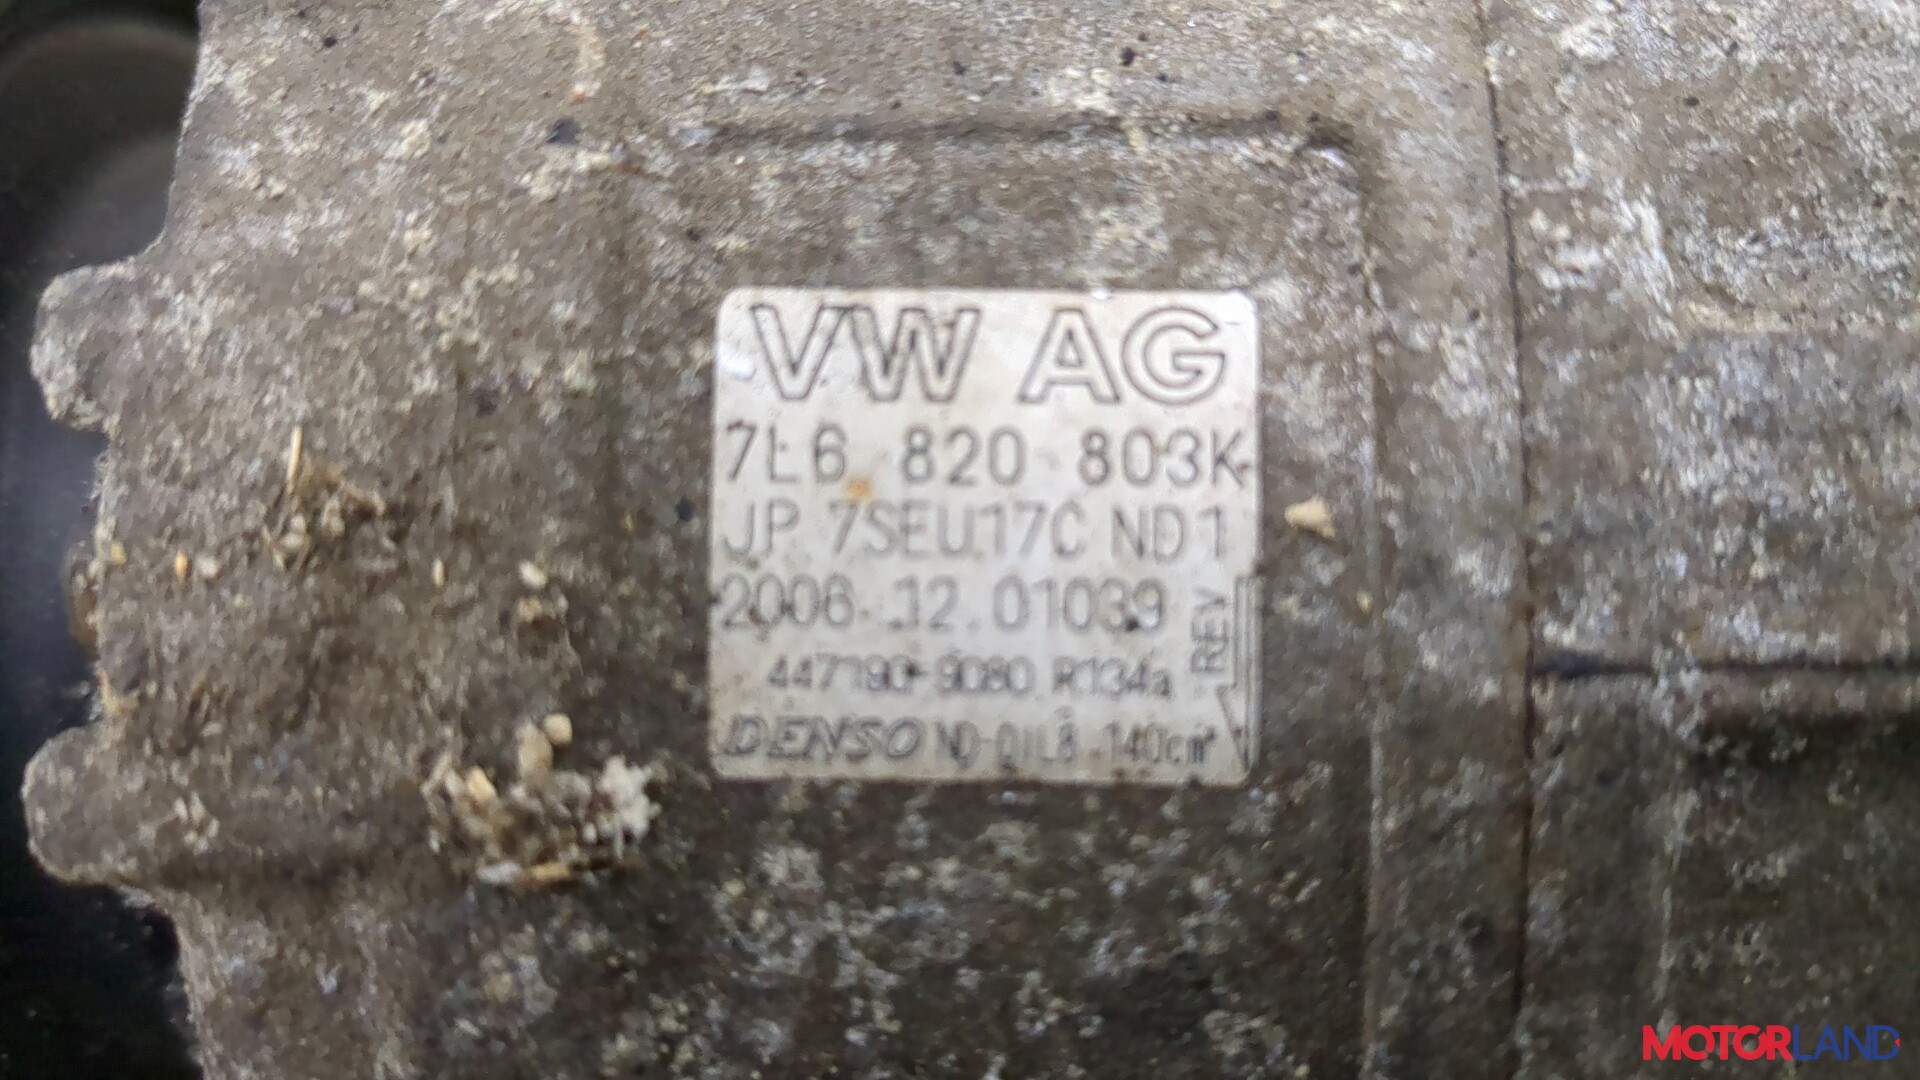 VW AG
7L6 820 803K
JP 7SEU17C ND1
2006.12.01039
REV
447190-9080 R134a
DENSO ND-OIL8 140cm³
MOTORLAND